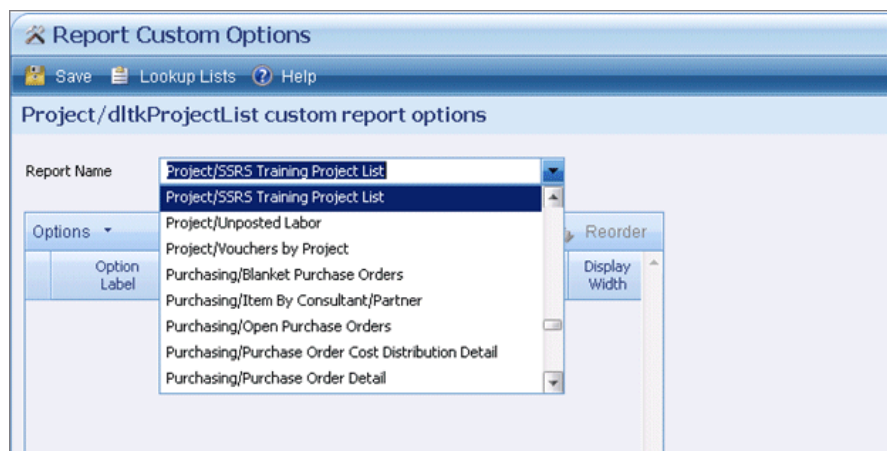 Report Custom Options
Save Lookup Lists Help
Project/dltkProjectList custom report options
Report Name Project/SSRS Training Project List
Project/SSRS Training Project List
Project/Unposted Labor
Project/Vouchers by Project
Purchasing/Blanket Purchase Orders
Purchasing/Item By Consultant/Partner
Purchasing/Open Purchase Orders
Purchasing/Purchase Order Cost Distribution Detail
Purchasing/Purchase Order Detail
Options Reorder
Option
Label
Display
Width